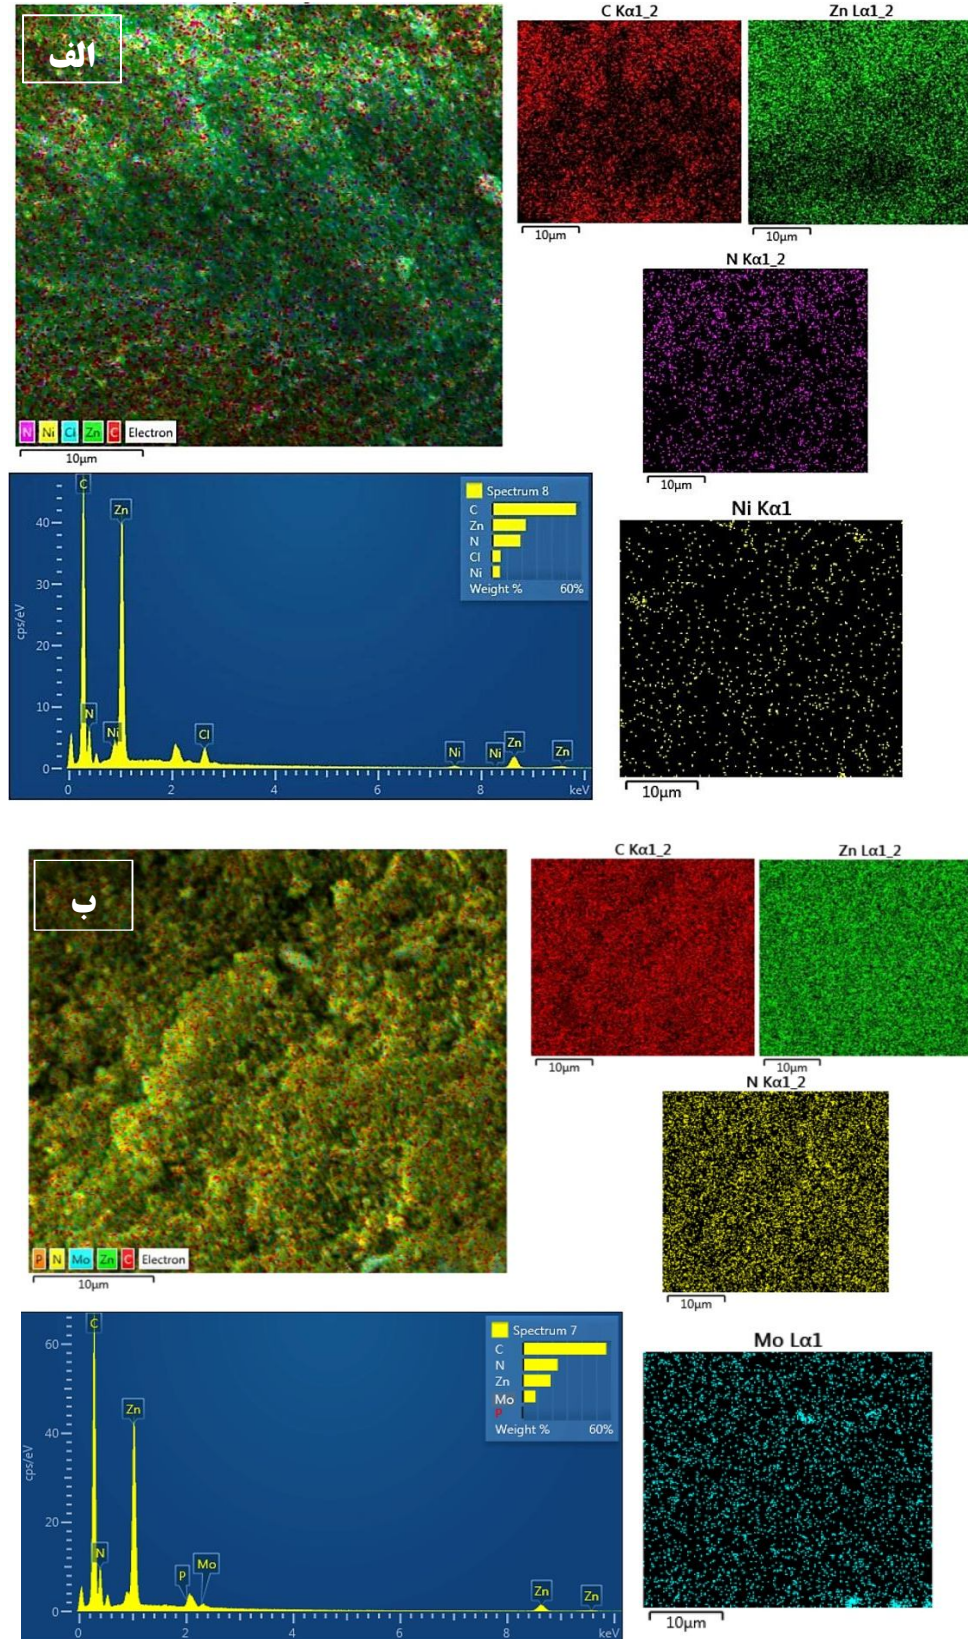 الف
C Kα1_2
Zn Lα1_2
10µm
10µm
N Kα1_2
10µm
N Ni Cl Zn C Electron
10µm
Ni Kα1
10µm
Spectrum 8
C
Zn
N
Cl
Ni
Weight % 60%
C
Zn
N
Ni
Cl
Ni
Ni
Zn
Zn
cps/eV
40
30
20
10
0
0 2 4 6 8 keV
ب
C Kα1_2
Zn Lα1_2
10µm
10µm
N Kα1_2
10µm
P N Mo Zn C Electron
10µm
Mo Lα1
10µm
Spectrum 7
C
N
Zn
Mo
P
Weight % 60%
C
Zn
N
P
Mo
Zn
Zn
cps/eV
60
40
20
0
0 2 4 6 8 keV